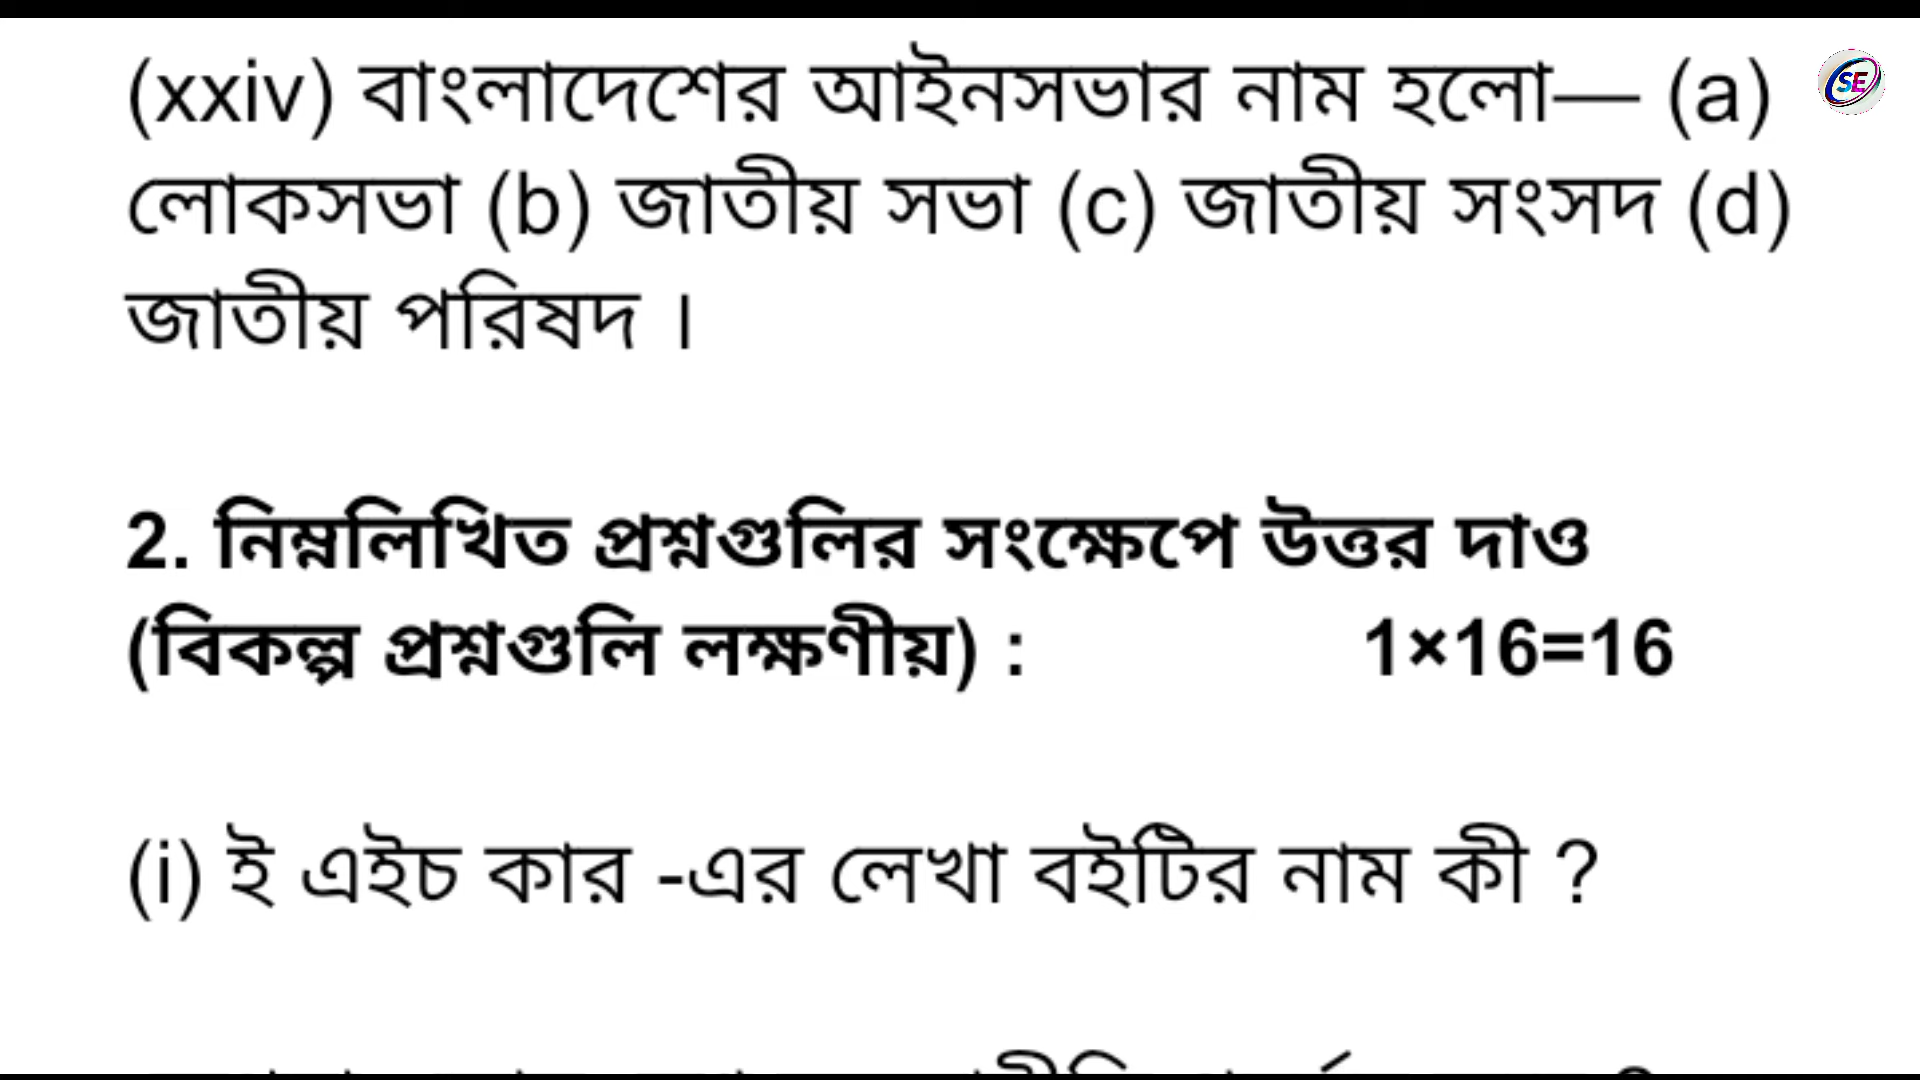 (xxiv) বাংলাদেশের আইনসভার নাম হলো— (a)
লোকসভা (b) জাতীয় সভা (c) জাতীয় সংসদ (d)
জাতীয় পরিষদ ।
2. নিম্নলিখিত প্রশ্নগুলির সংক্ষেপে উত্তর দাও
(বিকল্প প্রশ্নগুলি লক্ষণীয়) : 1×16=16
(i) ই এইচ কার -এর লেখা বইটির নাম কী ?
SE